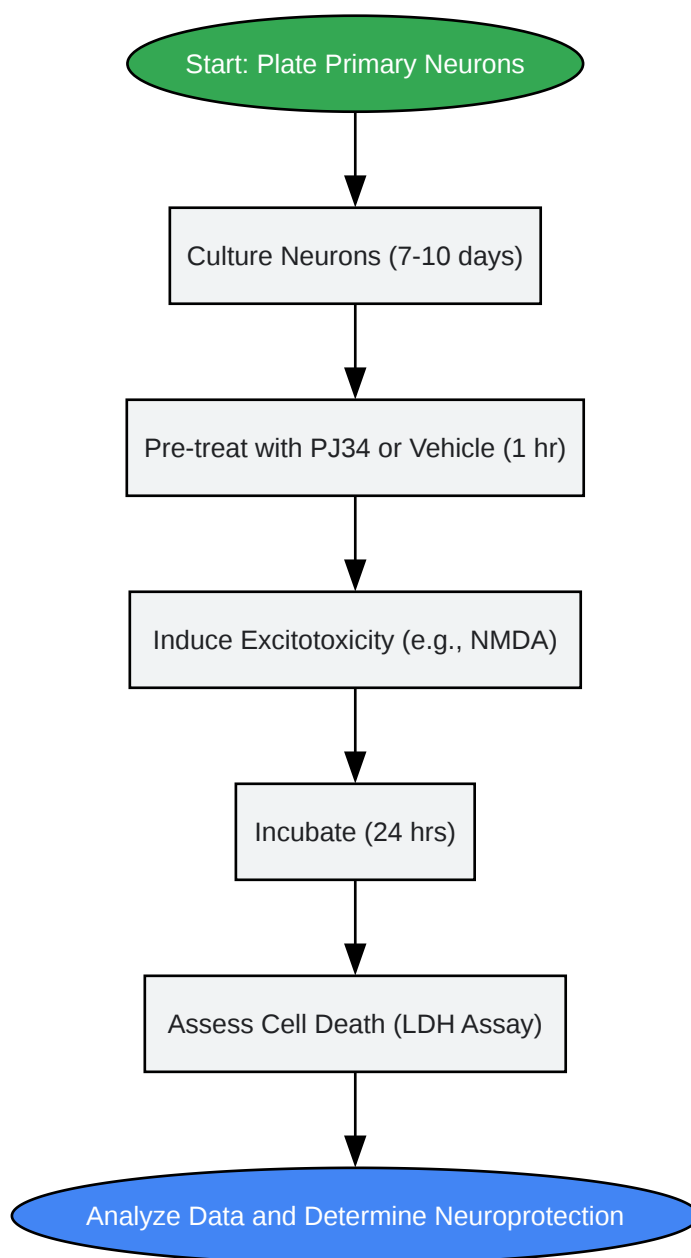 Start: Plate Primary Neurons
Culture Neurons (7-10 days)
Pre-treat with PJ34 or Vehicle (1 hr)
Induce Excitotoxicity (e.g., NMDA)
Incubate (24 hrs)
Assess Cell Death (LDH Assay)
Analyze Data and Determine Neuroprotection